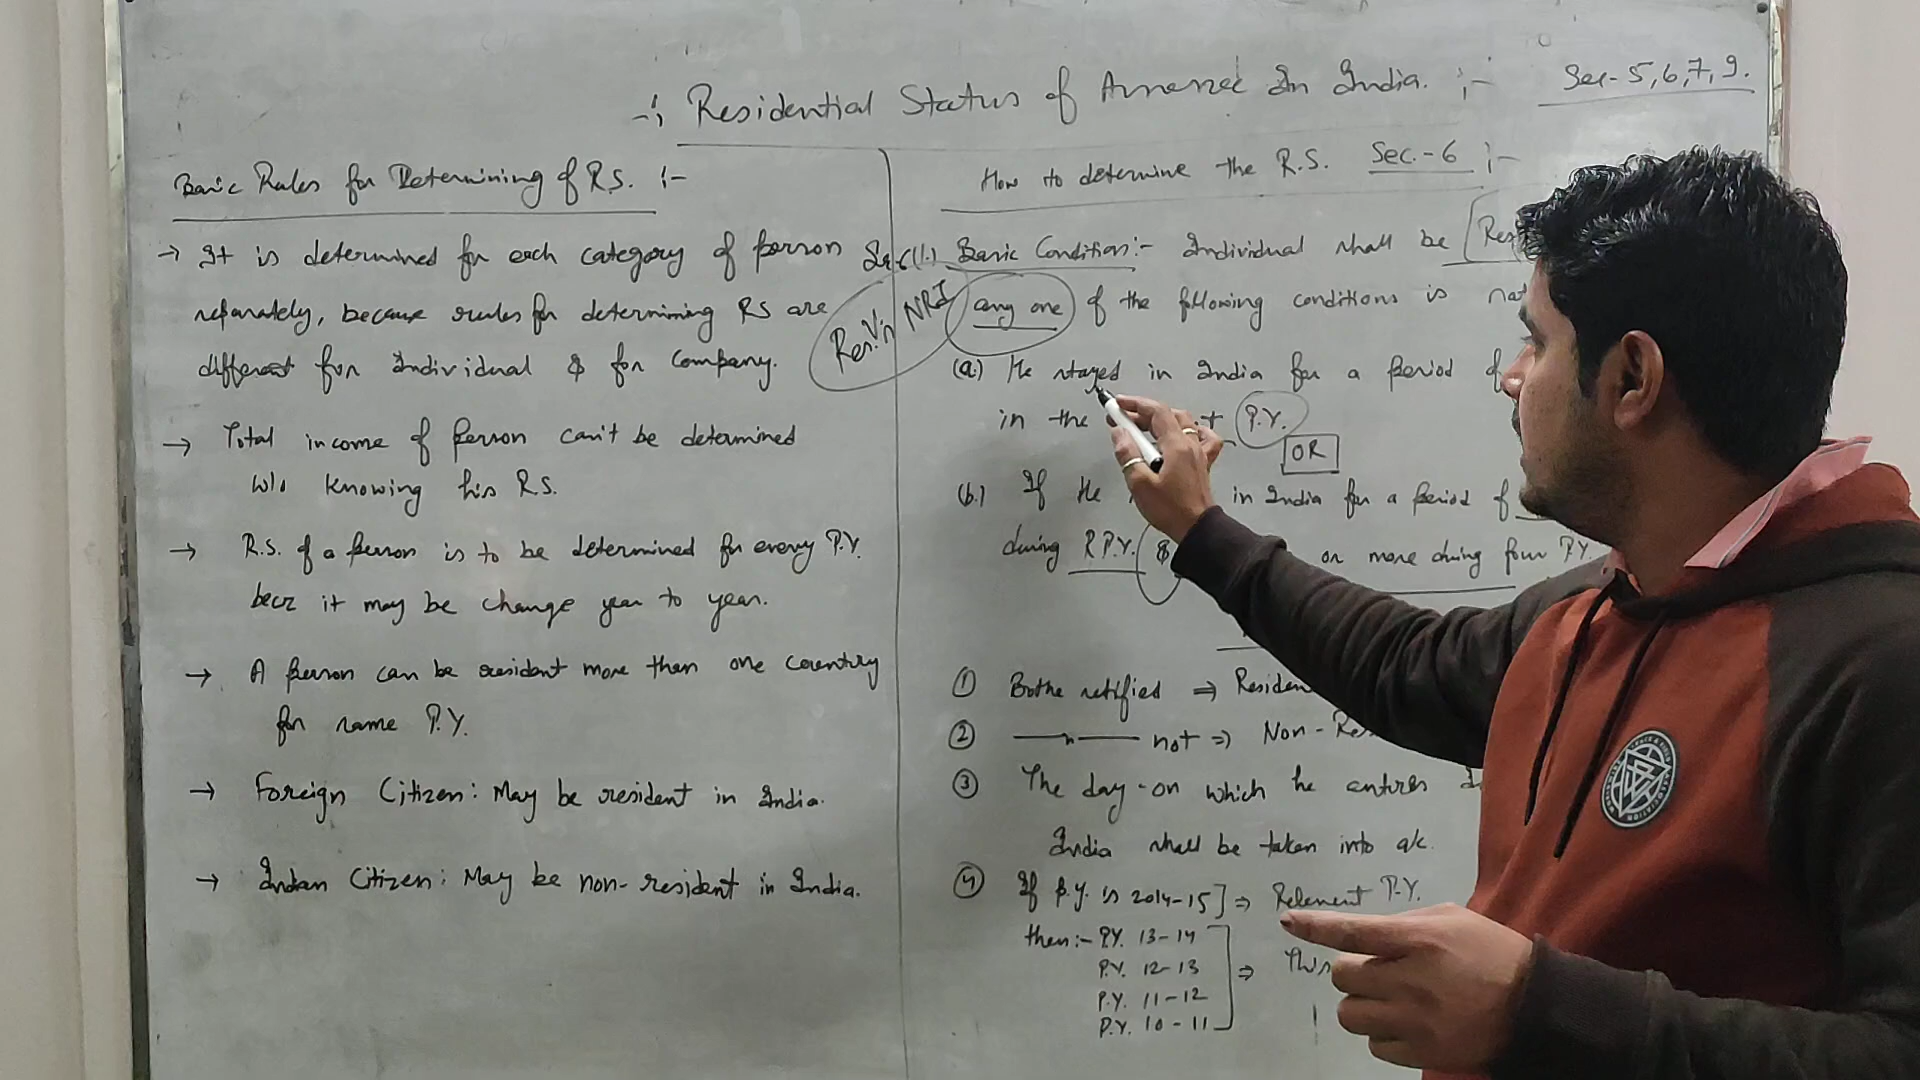 -: Residential Status of Assessee In India. :-
Sec-5,6,7,9.
Basic Rules for Determining of R.S. :-
→ It is determined for each category of person
separately, because rules for determining RS are
different for Individual & for Company.
→ Total income of person can't be determined
w/o knowing his R.S.
→ R.S. of a person is to be determined for every P.Y.
becz it may be change year to year.
→ A person can be resident more than one country
for same P.Y.
→ Foreign Citizen: May be resident in India.
→ Indian Citizen: May be non-resident in India.
How to determine the R.S. Sec.-6 :-
6(1.) Basic Condition:- Individual shall be
Res. NRI
any one of the following conditions is
(a) He stayed in India for a period of
in the P.Y.
OR
(b.) If He in India for a period of
during R.P.Y. & or more during four P.Y.
① Bothe satified ⇒
② —"— not ⇒ Non-
③ The day-on which he entires
India shall be taken into a/c.
④ If P.Y. is 2014-15] ⇒ Relevent P.Y.
then:- P.Y. 13-14
P.Y. 12-13 ⇒ This
P.Y. 11-12
P.Y. 10-11